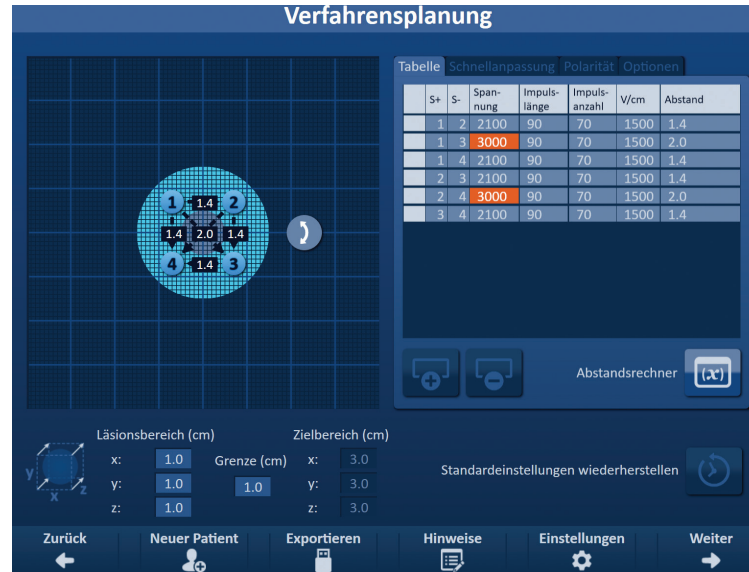 Verfahrensplanung
Tabelle Schnellanpassung Polarität Optionen
S+ S- Span- Impuls- Impuls- V/cm Abstand
nung länge anzahl
1 2 2100 90 70 1500 1.4
1 3 3000 90 70 1500 2.0
1 4 2100 90 70 1500 1.4
2 3 2100 90 70 1500 1.4
2 4 3000 90 70 1500 2.0
3 4 2100 90 70 1500 1.4
1 1.4 2
1.4 2.0 1.4
4 1.4 3
Abstandsrechner (x)
Läsionsbereich (cm) Zielbereich (cm)
x: 1.0 Grenze (cm) x: 3.0
y: 1.0 1.0 y: 3.0
z: 1.0 z: 3.0
y x z
Standardeinstellungen wiederherstellen
Zurück Neuer Patient Exportieren Hinweise Einstellungen Weiter